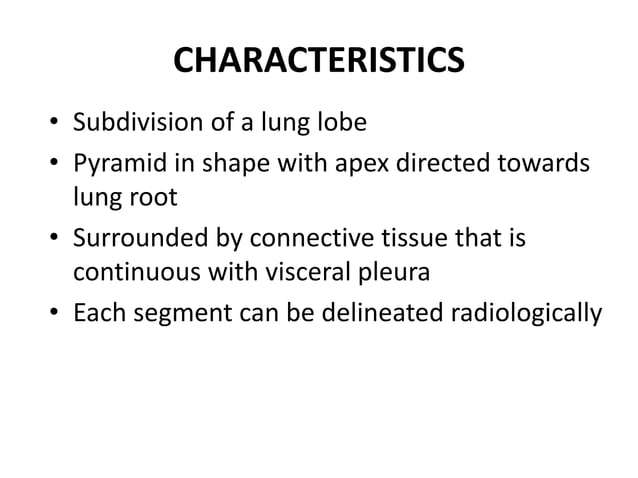 CHARACTERISTICS
• Subdivision of a lung lobe
• Pyramid in shape with apex directed towards
lung root
• Surrounded by connective tissue that is
continuous with visceral pleura
• Each segment can be delineated radiologically